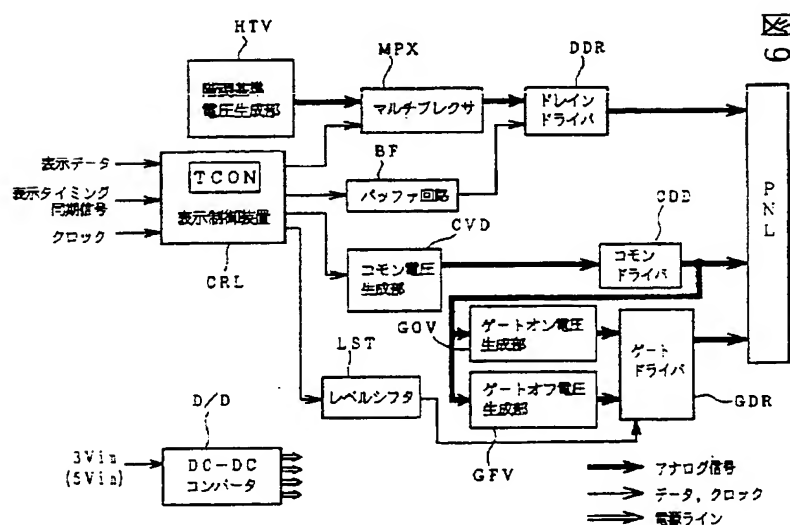 図6
HTV
MPX
DDR
階調基準
電圧生成部
マルチプレクサ
ドレイン
ドライバ
表示データ
TCON
BF
表示タイミング
同期信号
表示制御装置
バッファ回路
クロック
CRL
CVD
CDD
コモン電圧
生成部
コモン
ドライバ
PNL
GOV
ゲートオン電圧
生成部
LST
レベルシフタ
ゲートオフ電圧
生成部
ゲート
ドライバ
GDR
D/D
3Vin
(5Vin)
DC-DC
コンバータ
GFV
アナログ信号
データ,クロック
電源ライン